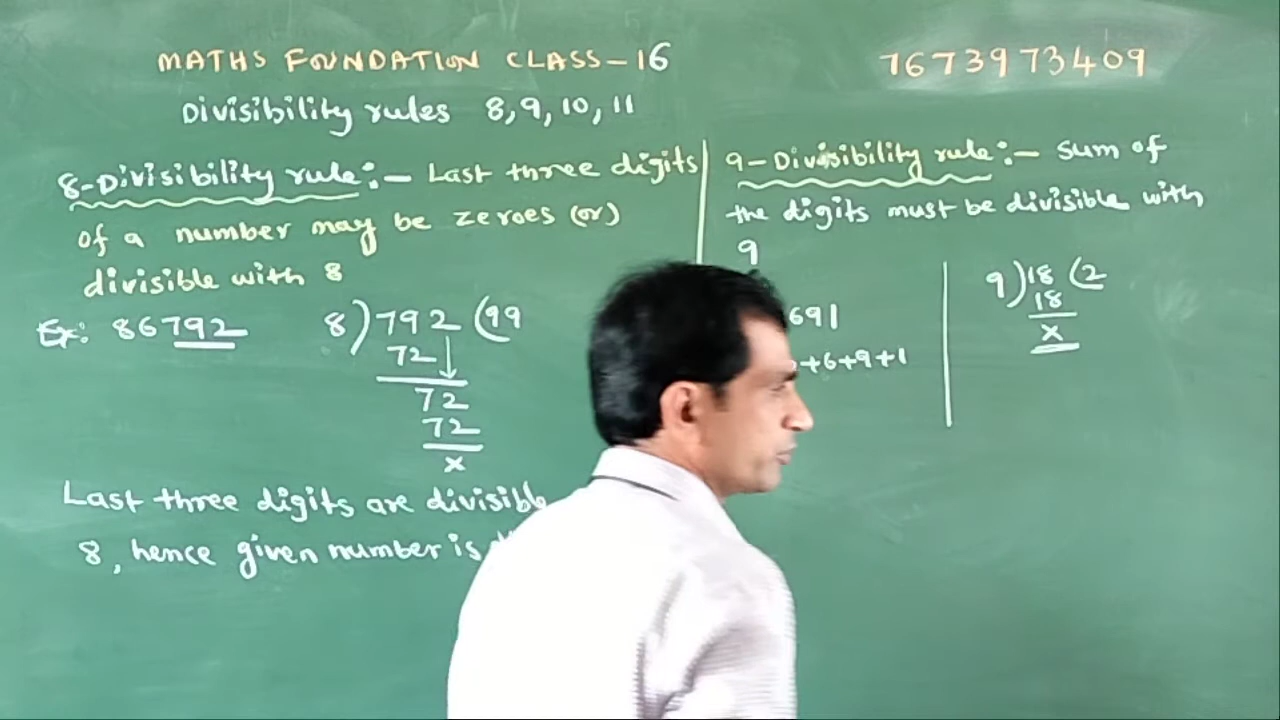 MATHS FOUNDATION CLASS-16
7673973409
Divisibility rules 8, 9, 10, 11
8-Divisibility rule:- Last three digits
of a number may be zeroes (or)
divisible with 8
Ex: 86792
8)792(99
72
72
72
x
Last three digits are divisible
8, hence given number is
9-Divisibility rule:- Sum of
the digits must be divisible with
9
691
+6+9+1
9)18(2
18
x